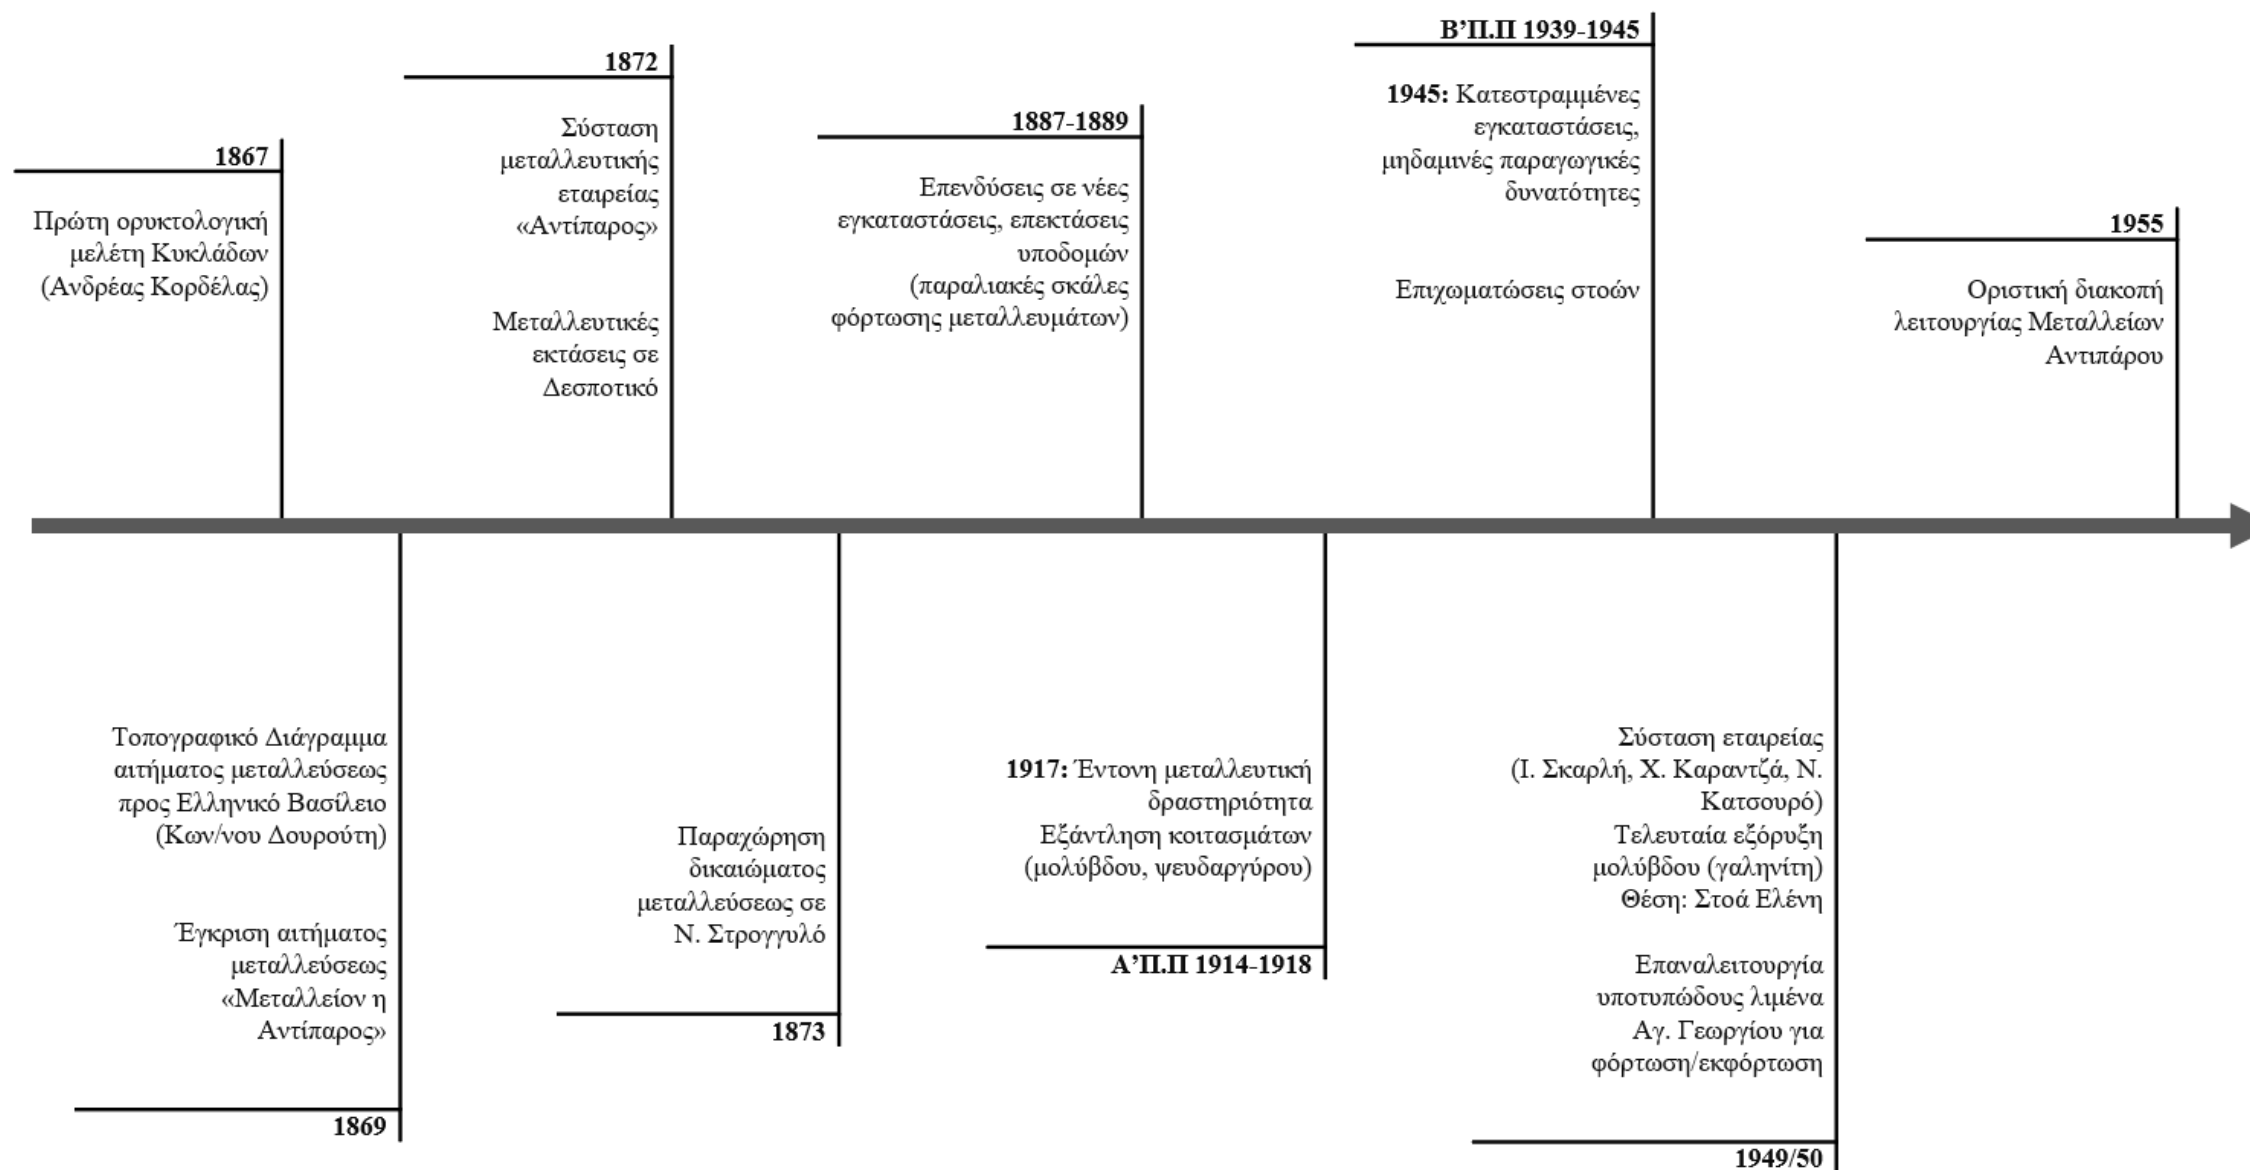 1867
Πρώτη ορυκτολογική
μελέτη Κυκλάδων
(Ανδρέας Κορδέλας)
Τοπογραφικό Διάγραμμα
αιτήματος μεταλλεύσεως
προς Ελληνικό Βασίλειο
(Κων/νου Δουρούτη)
Έγκριση αιτήματος
μεταλλεύσεως
«Μεταλλείον η
Αντίπαρος»
1869
1872
Σύσταση
μεταλλευτικής
εταιρείας
«Αντίπαρος»
Μεταλλευτικές
εκτάσεις σε
Δεσποτικό
Παραχώρηση
δικαιώματος
μεταλλεύσεως σε
Ν. Στρογγυλό
1873
1887-1889
Επενδύσεις σε νέες
εγκαταστάσεις, επεκτάσεις
υποδομών
(παραλιακές σκάλες
φόρτωσης μεταλλευμάτων)
1917: Έντονη μεταλλευτική
δραστηριότητα
Εξάντληση κοιτασμάτων
(μολύβδου, ψευδαργύρου)
Α’Π.Π 1914-1918
Β’Π.Π 1939-1945
1945: Κατεστραμμένες
εγκαταστάσεις,
μηδαμινές παραγωγικές
δυνατότητες
Επιχωματώσεις στοών
Σύσταση εταιρείας
(Ι. Σκαρλή, Χ. Καραντζά, Ν.
Κατσουρό)
Τελευταία εξόρυξη
μολύβδου (γαληνίτη)
Θέση: Στοά Ελένη
Επαναλειτουργία
υποτυπώδους λιμένα
Αγ. Γεωργίου για
φόρτωση/εκφόρτωση
1949/50
1955
Οριστική διακοπή
λειτουργίας Μεταλλείων
Αντιπάρου